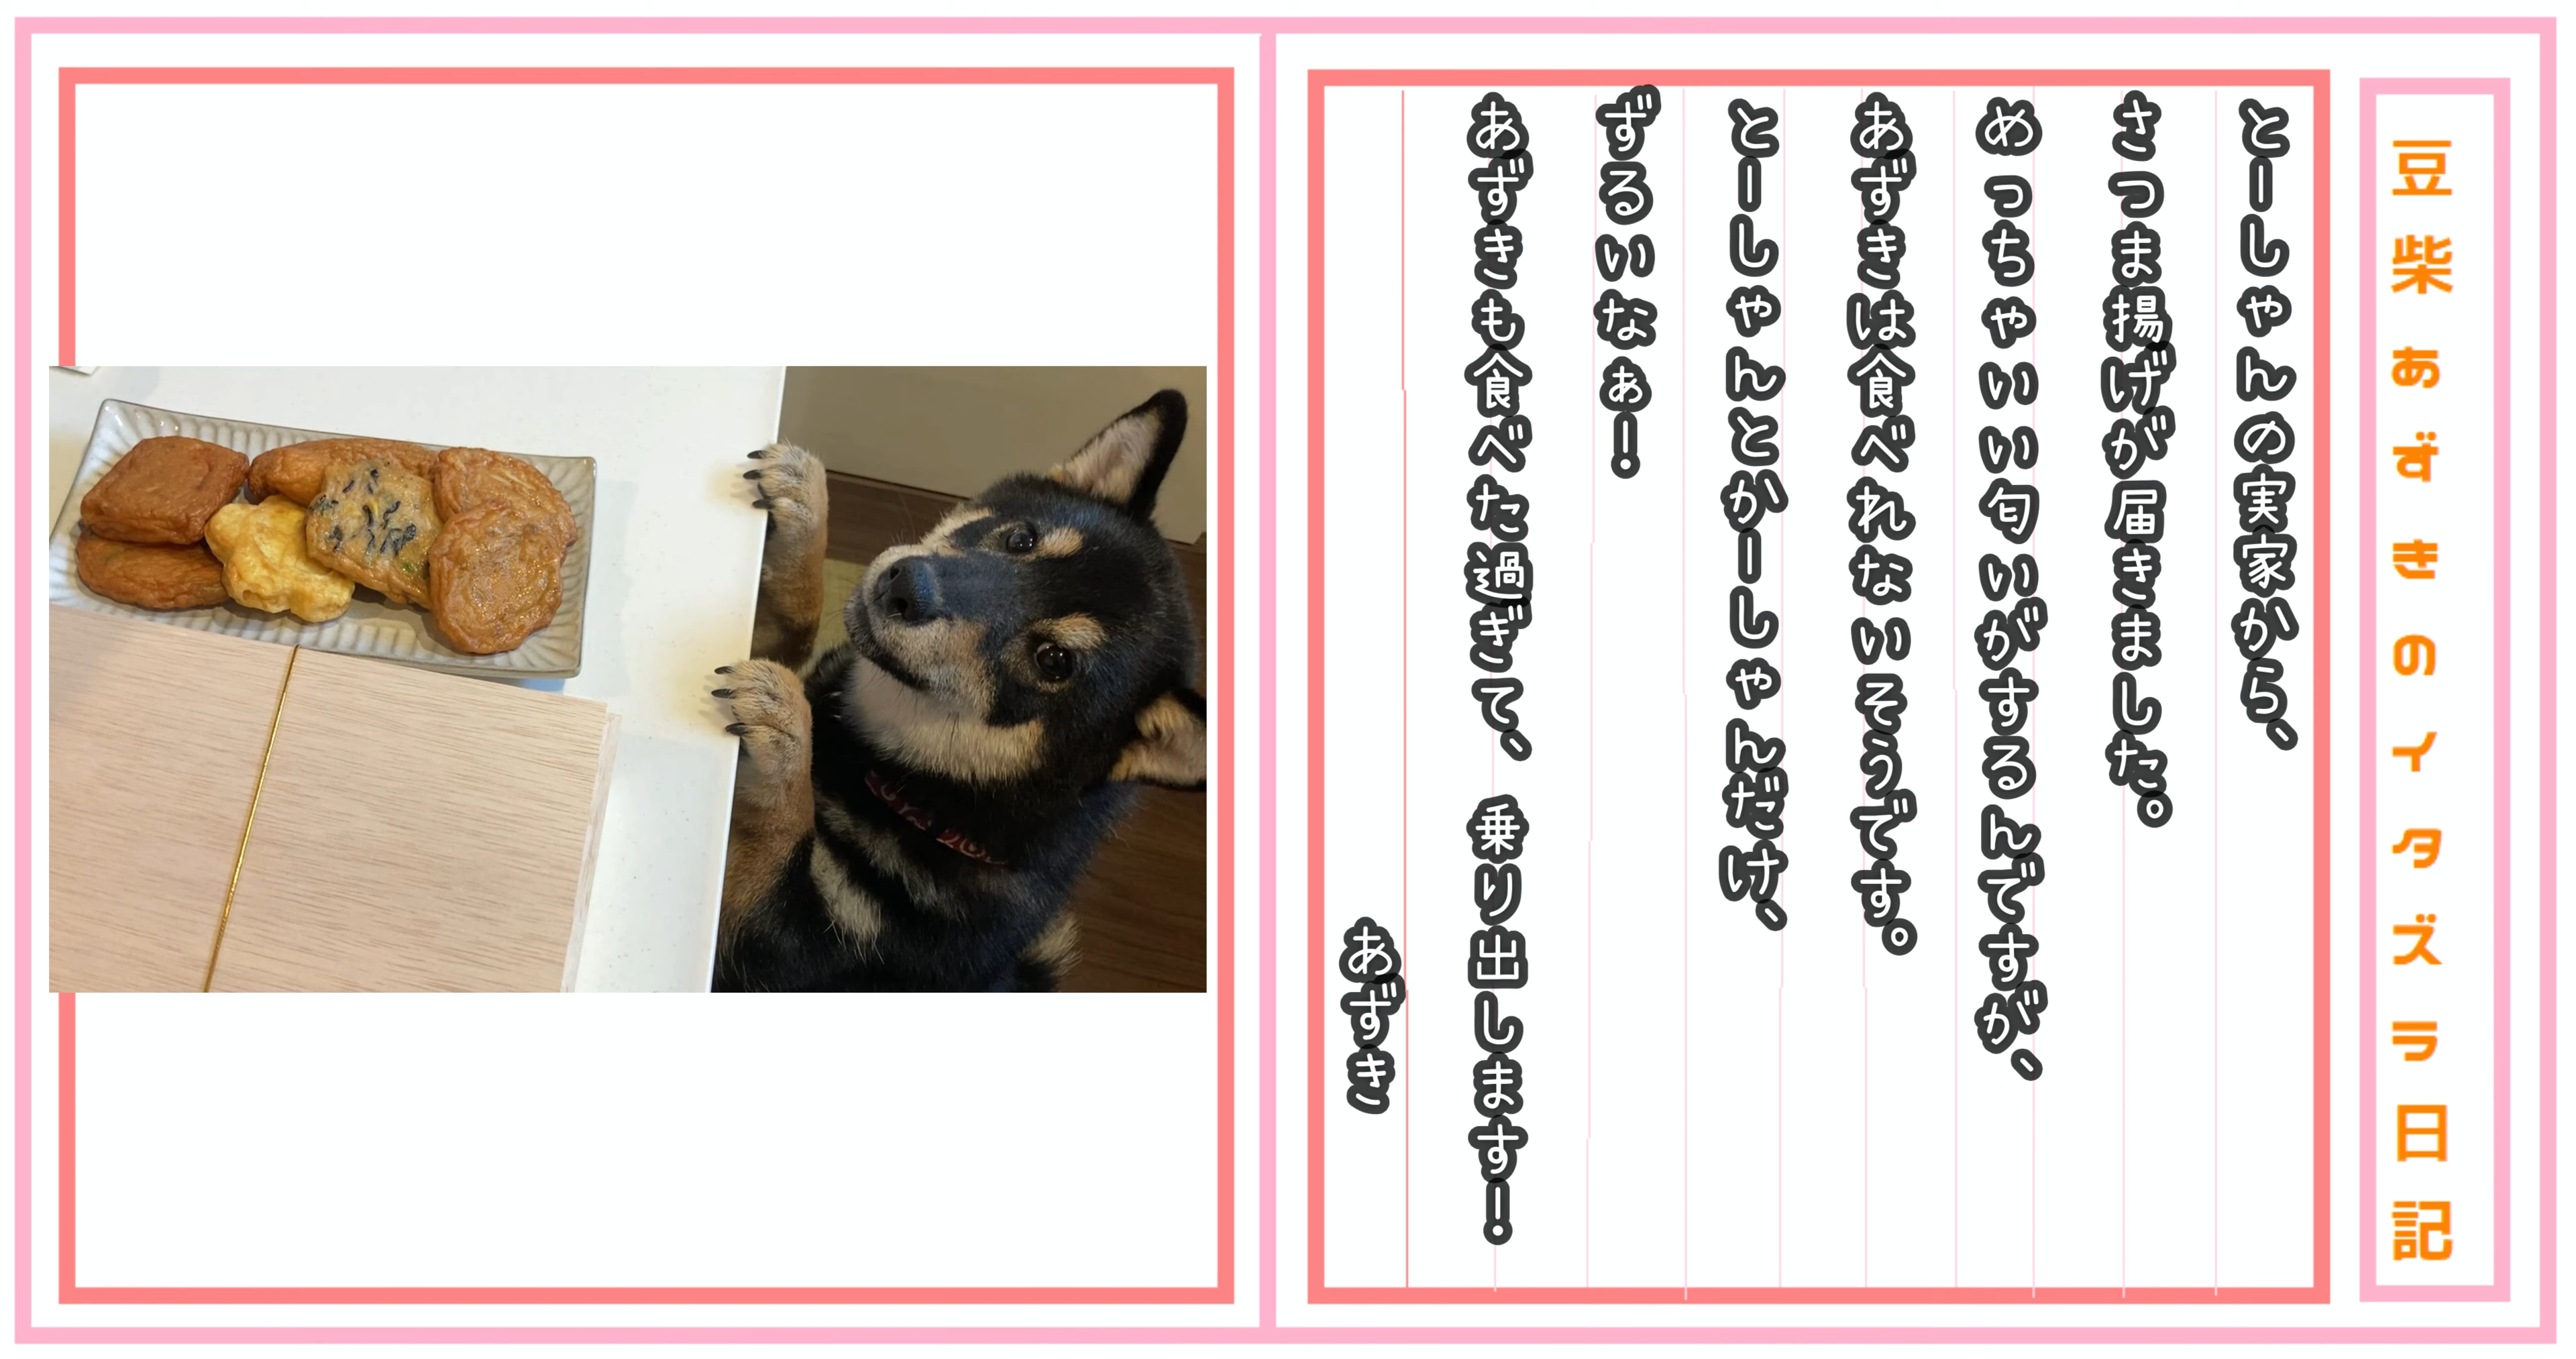 豆柴あずきのイタズラ日記
とーしゃんの実家から、
さつま揚げが届きました。
めっちゃいい匂いがするんですが、
あずきは食べれないそうです。
とーしゃんとかーしゃんだけ、
ずるいなぁー！
あずきも食べた過ぎて、 乗り出します！
あずき